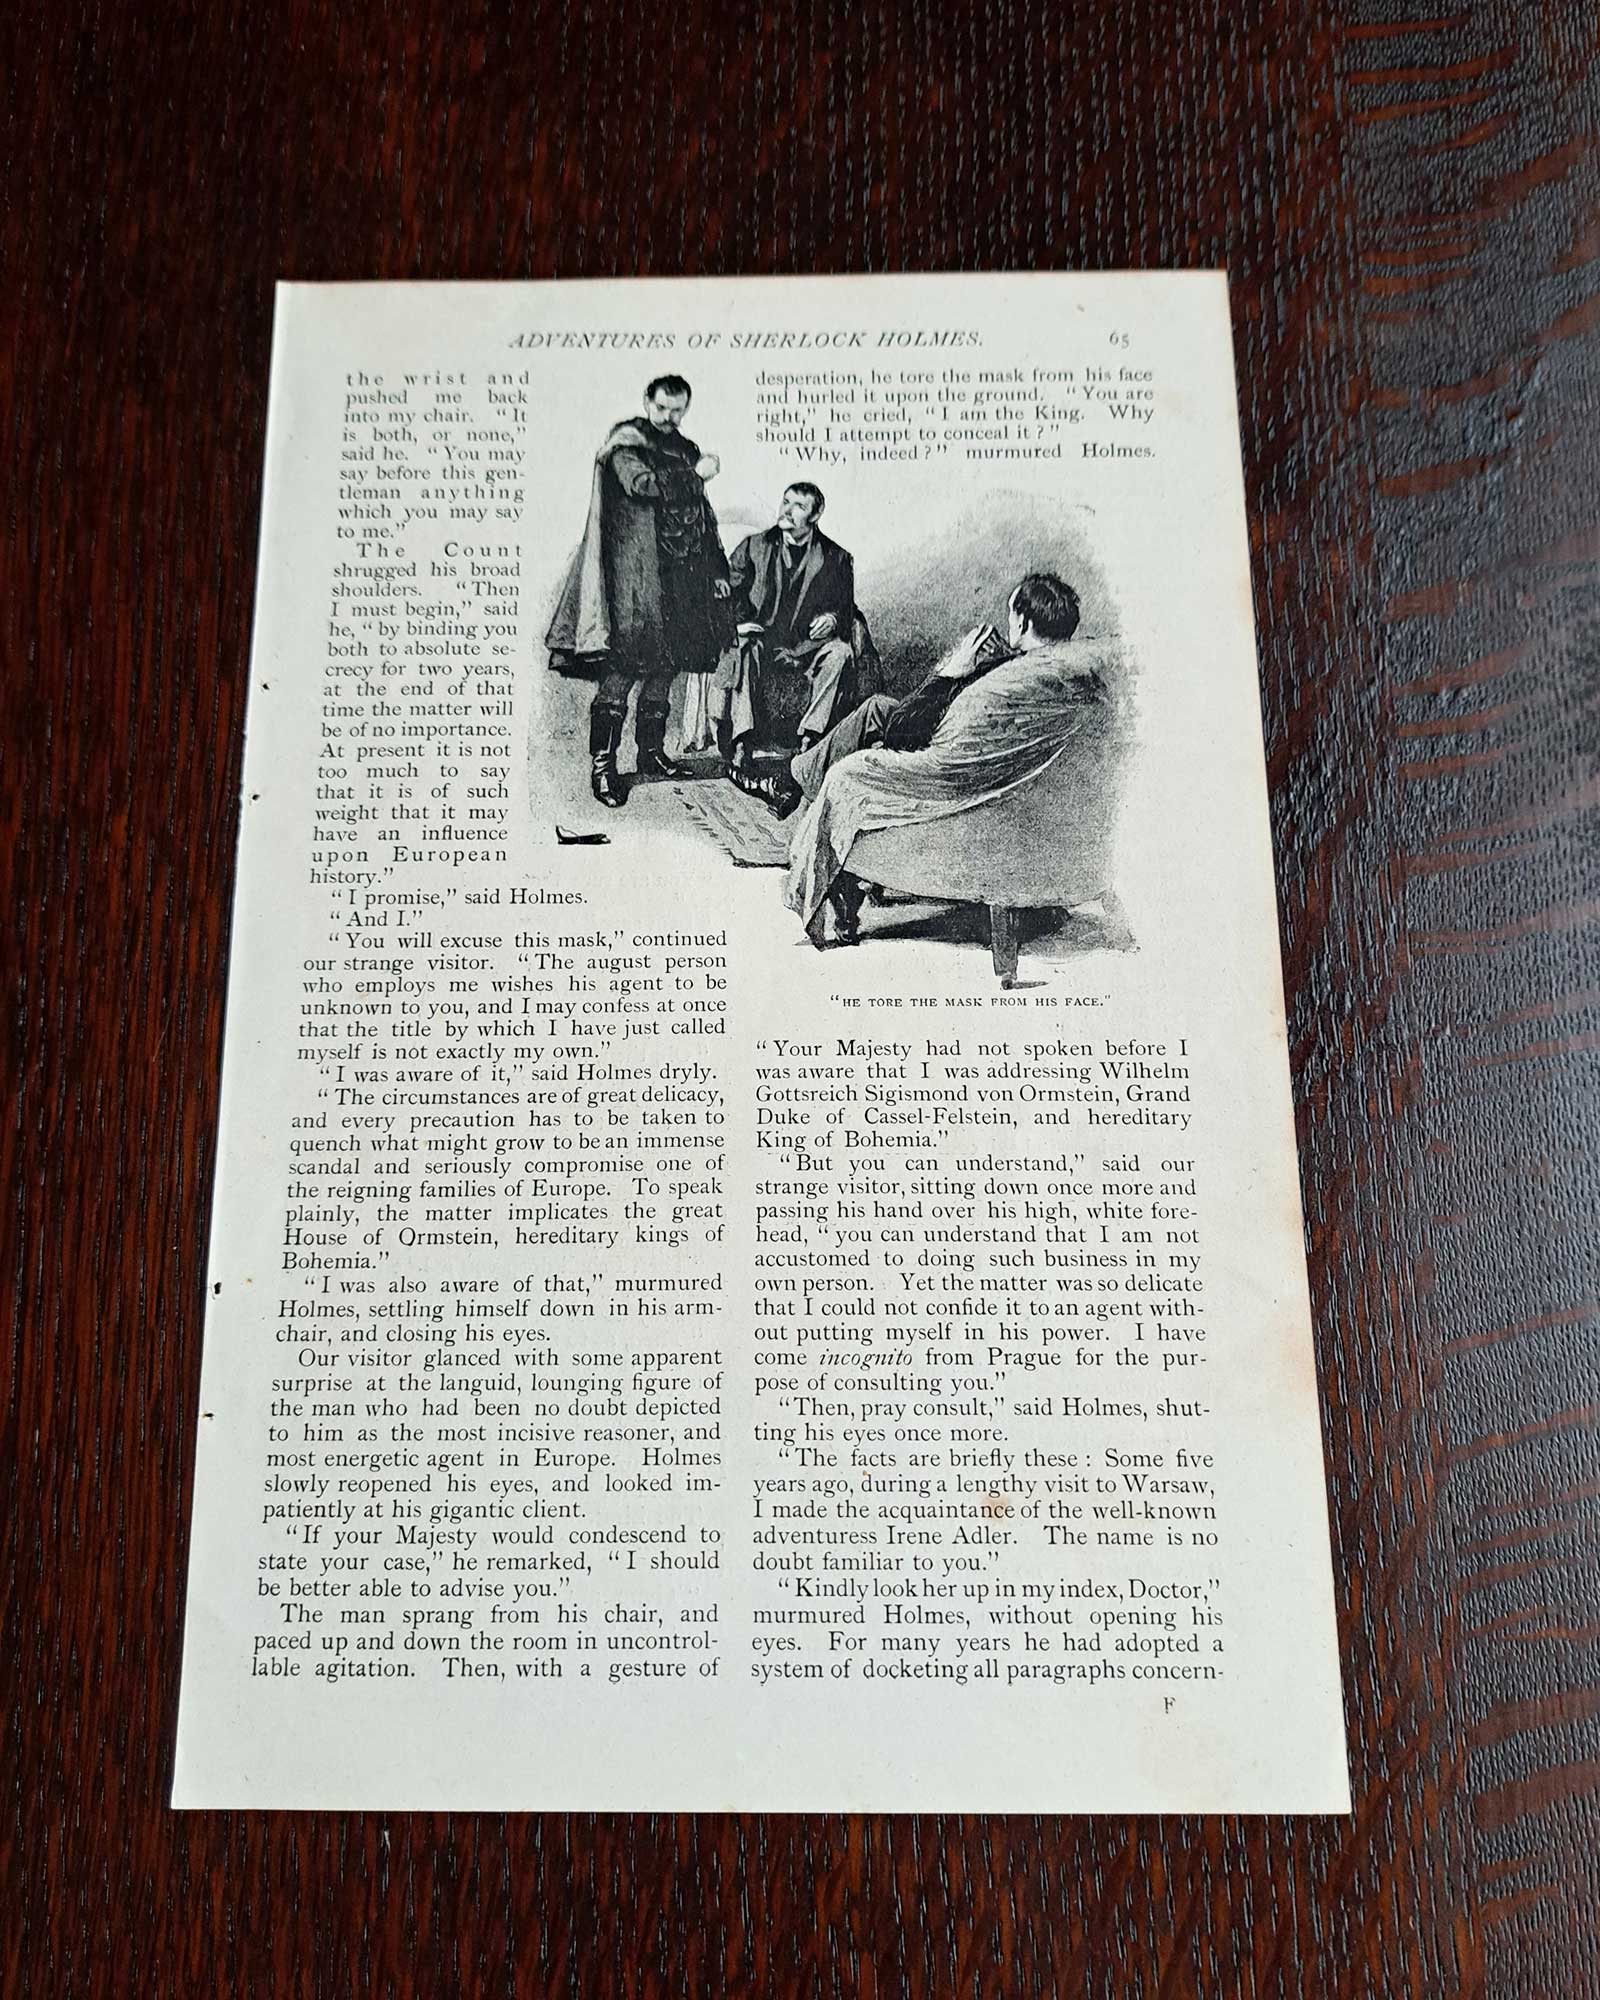 ADVENTURES OF SHERLOCK HOLMES. 65
the wrist and
pushed me back
into my chair. "It
is both, or none,"
said he. "You may
say before this gen-
tleman anything
which you may say
to me."
The Count
shrugged his broad
shoulders. "Then
I must begin," said
he, "by binding you
both to absolute se-
crecy for two years,
at the end of that
time the matter will
be of no importance.
At present it is not
too much to say
that it is of such
weight that it may
have an influence
upon European
history."
"I promise," said Holmes.
"And I."
"You will excuse this mask," continued
our strange visitor. "The august person
who employs me wishes his agent to be
unknown to you, and I may confess at once
that the title by which I have just called
myself is not exactly my own."
"I was aware of it," said Holmes dryly.
"The circumstances are of great delicacy,
and every precaution has to be taken to
quench what might grow to be an immense
scandal and seriously compromise one of
the reigning families of Europe. To speak
plainly, the matter implicates the great
House of Ormstein, hereditary kings of
Bohemia."
"I was also aware of that," murmured
Holmes, settling himself down in his arm-
chair, and closing his eyes.
Our visitor glanced with some apparent
surprise at the languid, lounging figure of
the man who had been no doubt depicted
to him as the most incisive reasoner, and
most energetic agent in Europe. Holmes
slowly reopened his eyes, and looked im-
patiently at his gigantic client.
"If your Majesty would condescend to
state your case," he remarked, "I should
be better able to advise you."
The man sprang from his chair, and
paced up and down the room in uncontrol-
lable agitation. Then, with a gesture of
desperation, he tore the mask from his face
and hurled it upon the ground. "You are
right," he cried, "I am the King. Why
should I attempt to conceal it?"
"Why, indeed?" murmured Holmes.
"HE TORE THE MASK FROM HIS FACE."
"Your Majesty had not spoken before I
was aware that I was addressing Wilhelm
Gottsreich Sigismond von Ormstein, Grand
Duke of Cassel-Felstein, and hereditary
King of Bohemia."
"But you can understand," said our
strange visitor, sitting down once more and
passing his hand over his high, white fore-
head, "you can understand that I am not
accustomed to doing such business in my
own person. Yet the matter was so delicate
that I could not confide it to an agent with-
out putting myself in his power. I have
come incognito from Prague for the pur-
pose of consulting you."
"Then, pray consult," said Holmes, shut-
ting his eyes once more.
"The facts are briefly these: Some five
years ago, during a lengthy visit to Warsaw,
I made the acquaintance of the well-known
adventuress Irene Adler. The name is no
doubt familiar to you."
"Kindly look her up in my index, Doctor,"
murmured Holmes, without opening his
eyes. For many years he had adopted a
system of docketing all paragraphs concern-
F